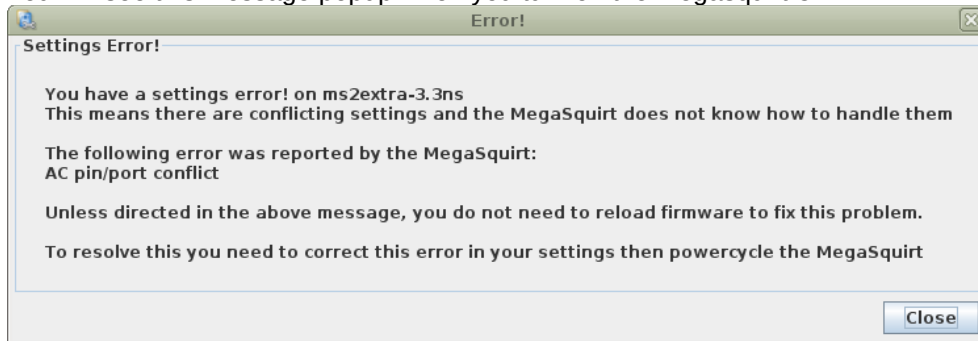 Error!
Settings Error!
You have a settings error! on ms2extra-3.3ns
This means there are conflicting settings and the MegaSquirt does not know how to handle them
The following error was reported by the MegaSquirt:
AC pin/port conflict
Unless directed in the above message, you do not need to reload firmware to fix this problem.
To resolve this you need to correct this error in your settings then powercycle the MegaSquirt
Close